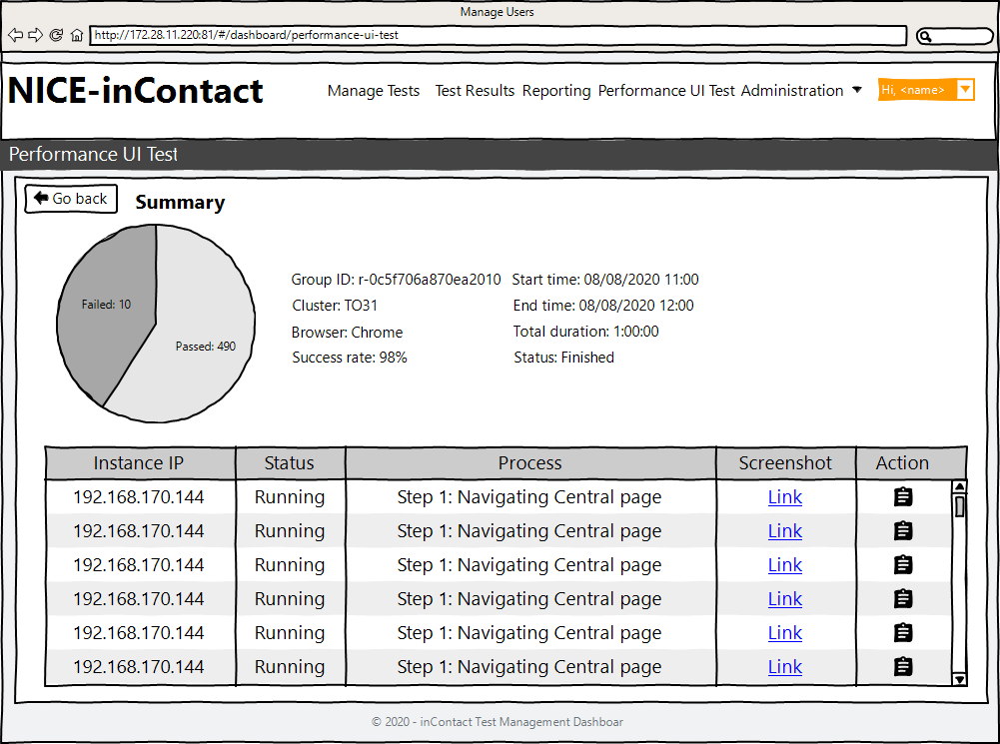 Manage Users
http://172.28.11.220:81/#/dashboard/performance-ui-test
NICE-inContact
Manage Tests Test Results Reporting Performance UI Test Administration
Hi, <name>
Performance UI Test
Go back
Summary
Failed: 10
Passed: 490
Group ID: r-0c5f706a870ea2010 Start time: 08/08/2020 11:00
Cluster: TO31 End time: 08/08/2020 12:00
Browser: Chrome Total duration: 1:00:00
Success rate: 98% Status: Finished
Instance IP Status Process Screenshot Action
192.168.170.144 Running Step 1: Navigating Central page Link
192.168.170.144 Running Step 1: Navigating Central page Link
192.168.170.144 Running Step 1: Navigating Central page Link
192.168.170.144 Running Step 1: Navigating Central page Link
192.168.170.144 Running Step 1: Navigating Central page Link
192.168.170.144 Running Step 1: Navigating Central page Link
© 2020 - inContact Test Management Dashboar